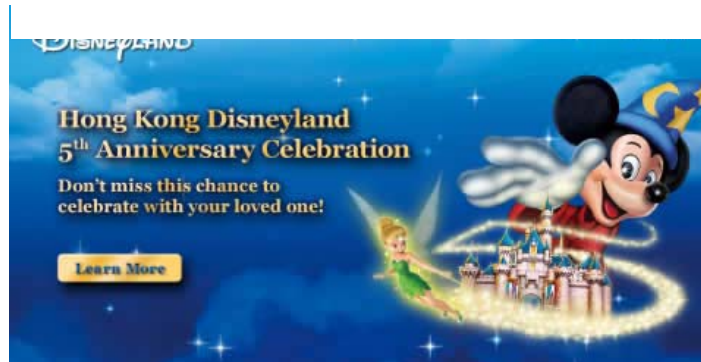 DISNEYLAND
Hong Kong Disneyland
5th Anniversary Celebration
Don't miss this chance to
celebrate with your loved one!
Learn More